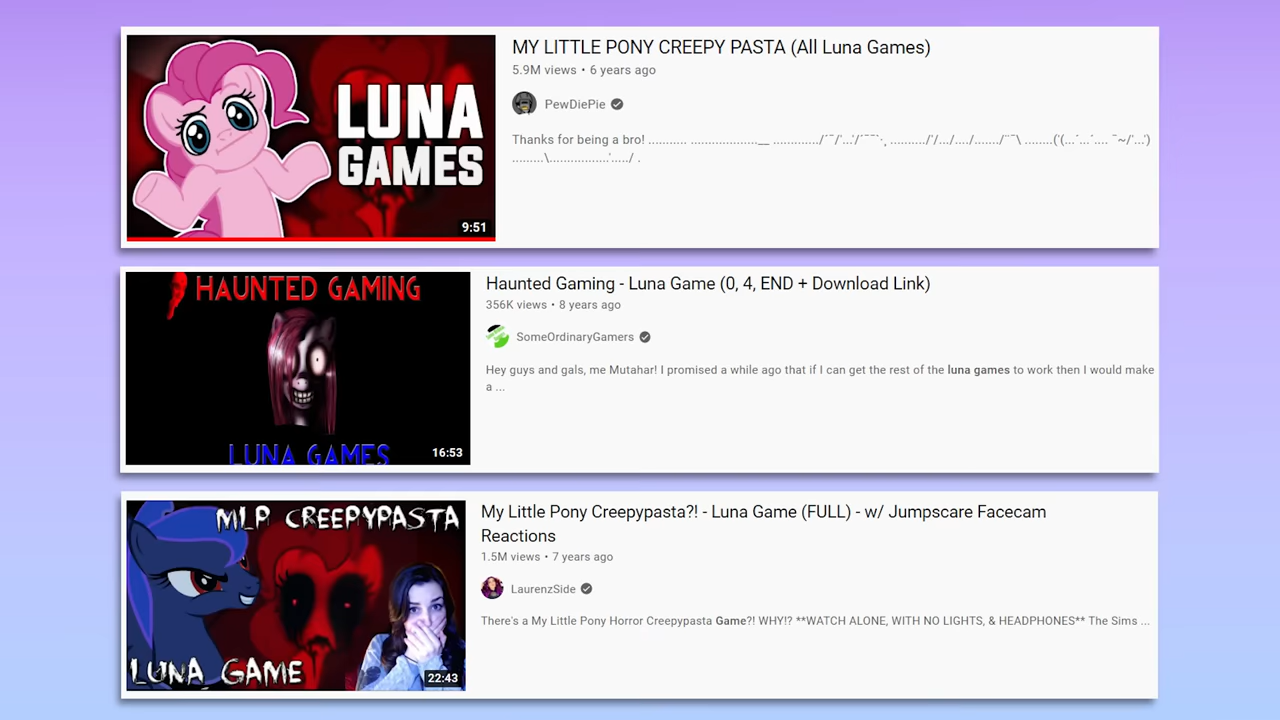 LUNA
GAMES
9:51
MY LITTLE PONY CREEPY PASTA (All Luna Games)
5.9M views • 6 years ago
PewDiePie
Thanks for being a bro! ........... ....................__ ............./´¯/'...'/´¯¯`·¸ ........../'/.../..../......./¨¯\ ........('(...´...´.... ¯~/'...')
.........\.................'...../ .
HAUNTED GAMING
LUNA GAMES
16:53
Haunted Gaming - Luna Game (0, 4, END + Download Link)
356K views • 8 years ago
SomeOrdinaryGamers
Hey guys and gals, me Mutahar! I promised a while ago that if I can get the rest of the luna games to work then I would make
a ...
MLP CREEPYPASTA
LUNA GAME
22:43
My Little Pony Creepypasta?! - Luna Game (FULL) - w/ Jumpscare Facecam
Reactions
1.5M views • 7 years ago
LaurenzSide
There's a My Little Pony Horror Creepypasta Game?! WHY!? **WATCH ALONE, WITH NO LIGHTS, & HEADPHONES** The Sims ...